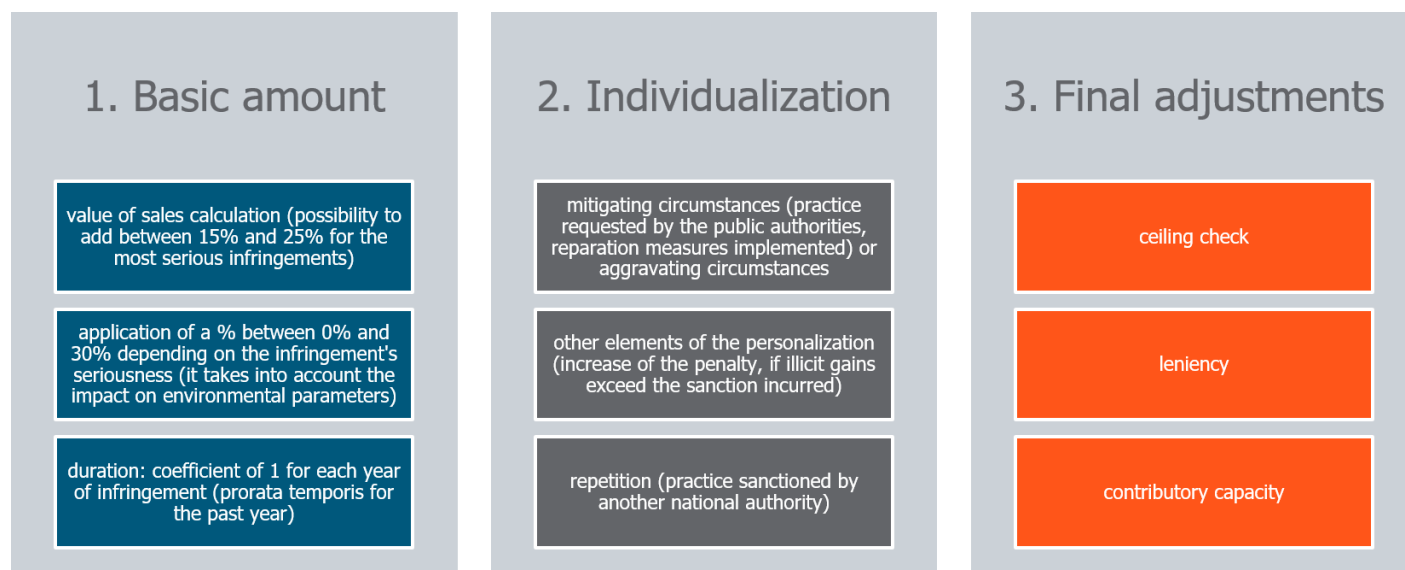 1. Basic amount
value of sales calculation (possibility to
add between 15% and 25% for the
most serious infringements)
application of a % between 0% and
30% depending on the infringement's
seriousness (it takes into account the
impact on environmental parameters)
duration: coefficient of 1 for each year
of infringement (prorata temporis for
the past year)
2. Individualization
mitigating circumstances (practice
requested by the public authorities,
reparation measures implemented) or
aggravating circumstances
other elements of the personalization
(increase of the penalty, if illicit gains
exceed the sanction incurred)
repetition (practice sanctioned by
another national authority)
3. Final adjustments
ceiling check
leniency
contributory capacity